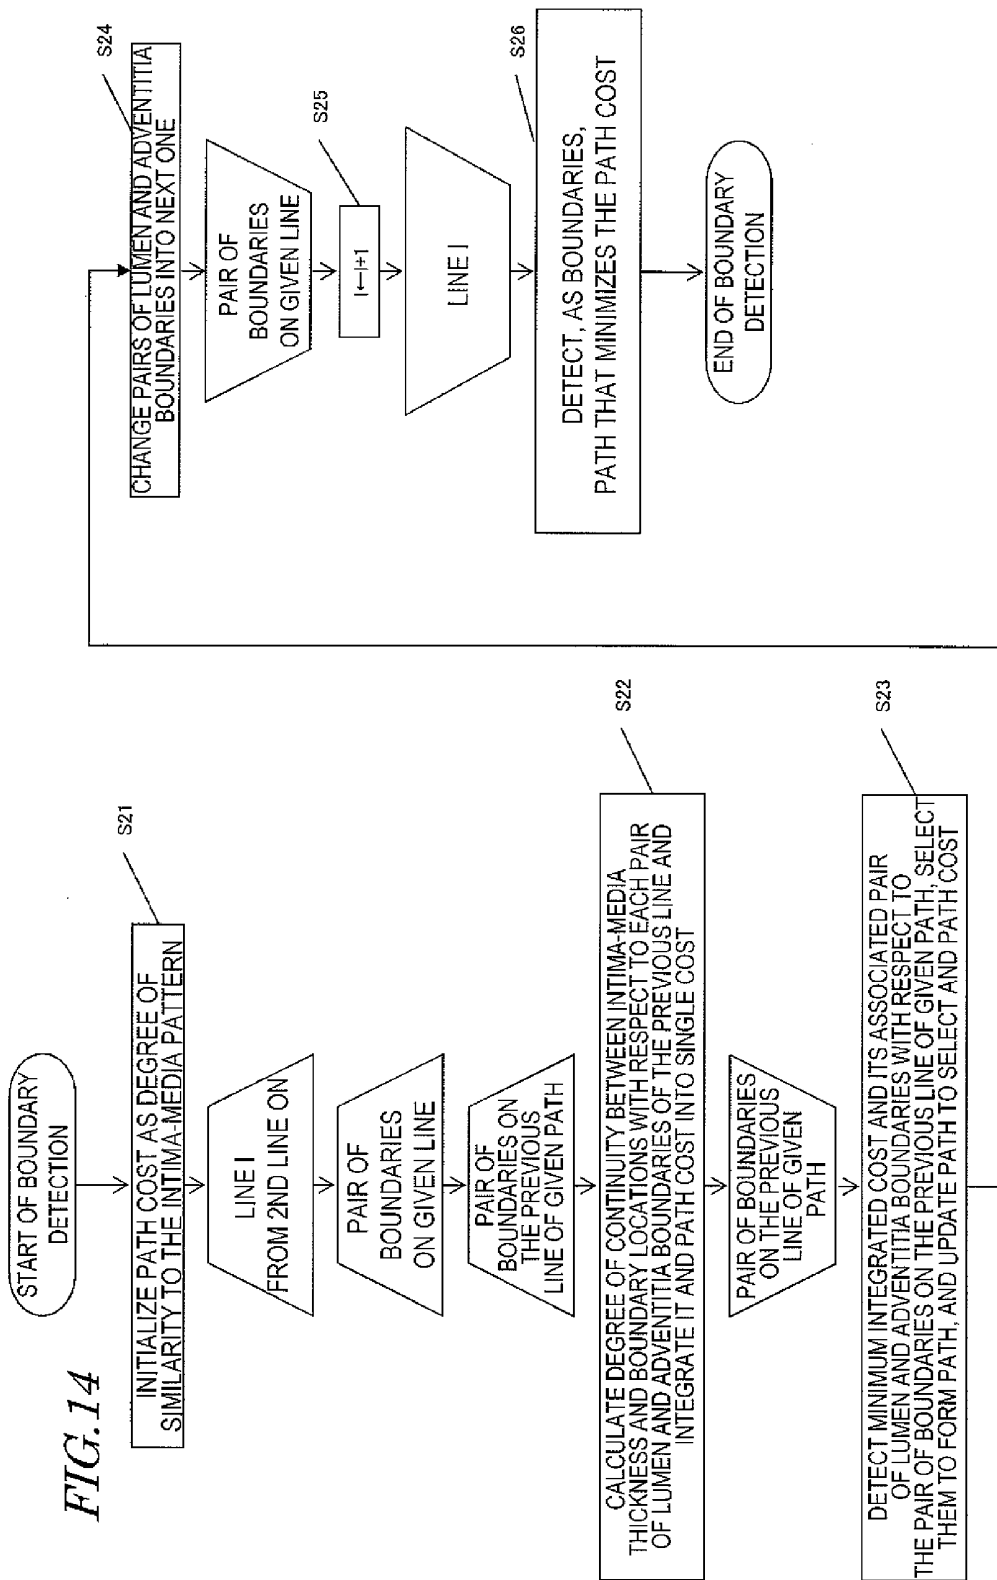 FIG.14
START OF BOUNDARY
DETECTION
INITIALIZE PATH COST AS DEGREE OF
SIMILARITY TO THE INTIMA-MEDIA PATTERN
S21
LINE I
FROM 2ND LINE ON
PAIR OF
BOUNDARIES
ON GIVEN LINE
PAIR OF
BOUNDARIES ON
THE PREVIOUS
LINE OF GIVEN PATH
CALCULATE DEGREE OF CONTINUITY BETWEEN INTIMA-MEDIA
THICKNESS AND BOUNDARY LOCATIONS WITH RESPECT TO EACH PAIR
OF LUMEN AND ADVENTITIA BOUNDARIES OF THE PREVIOUS LINE AND
INTEGRATE IT AND PATH COST INTO SINGLE COST
S22
PAIR OF BOUNDARIES
ON THE PREVIOUS
LINE OF GIVEN
PATH
DETECT MINIMUM INTEGRATED COST AND ITS ASSOCIATED PAIR
OF LUMEN AND ADVENTITIA BOUNDARIES WITH RESPECT TO
THE PAIR OF BOUNDARIES ON THE PREVIOUS LINE OF GIVEN PATH, SELECT
THEM TO FORM PATH, AND UPDATE PATH TO SELECT AND PATH COST
S23
CHANGE PAIRS OF LUMEN AND ADVENTITIA
BOUNDARIES INTO NEXT ONE
S24
PAIR OF
BOUNDARIES
ON GIVEN LINE
I←I+1
S25
LINE I
DETECT, AS BOUNDARIES,
PATH THAT MINIMIZES THE PATH COST
S26
END OF BOUNDARY
DETECTION